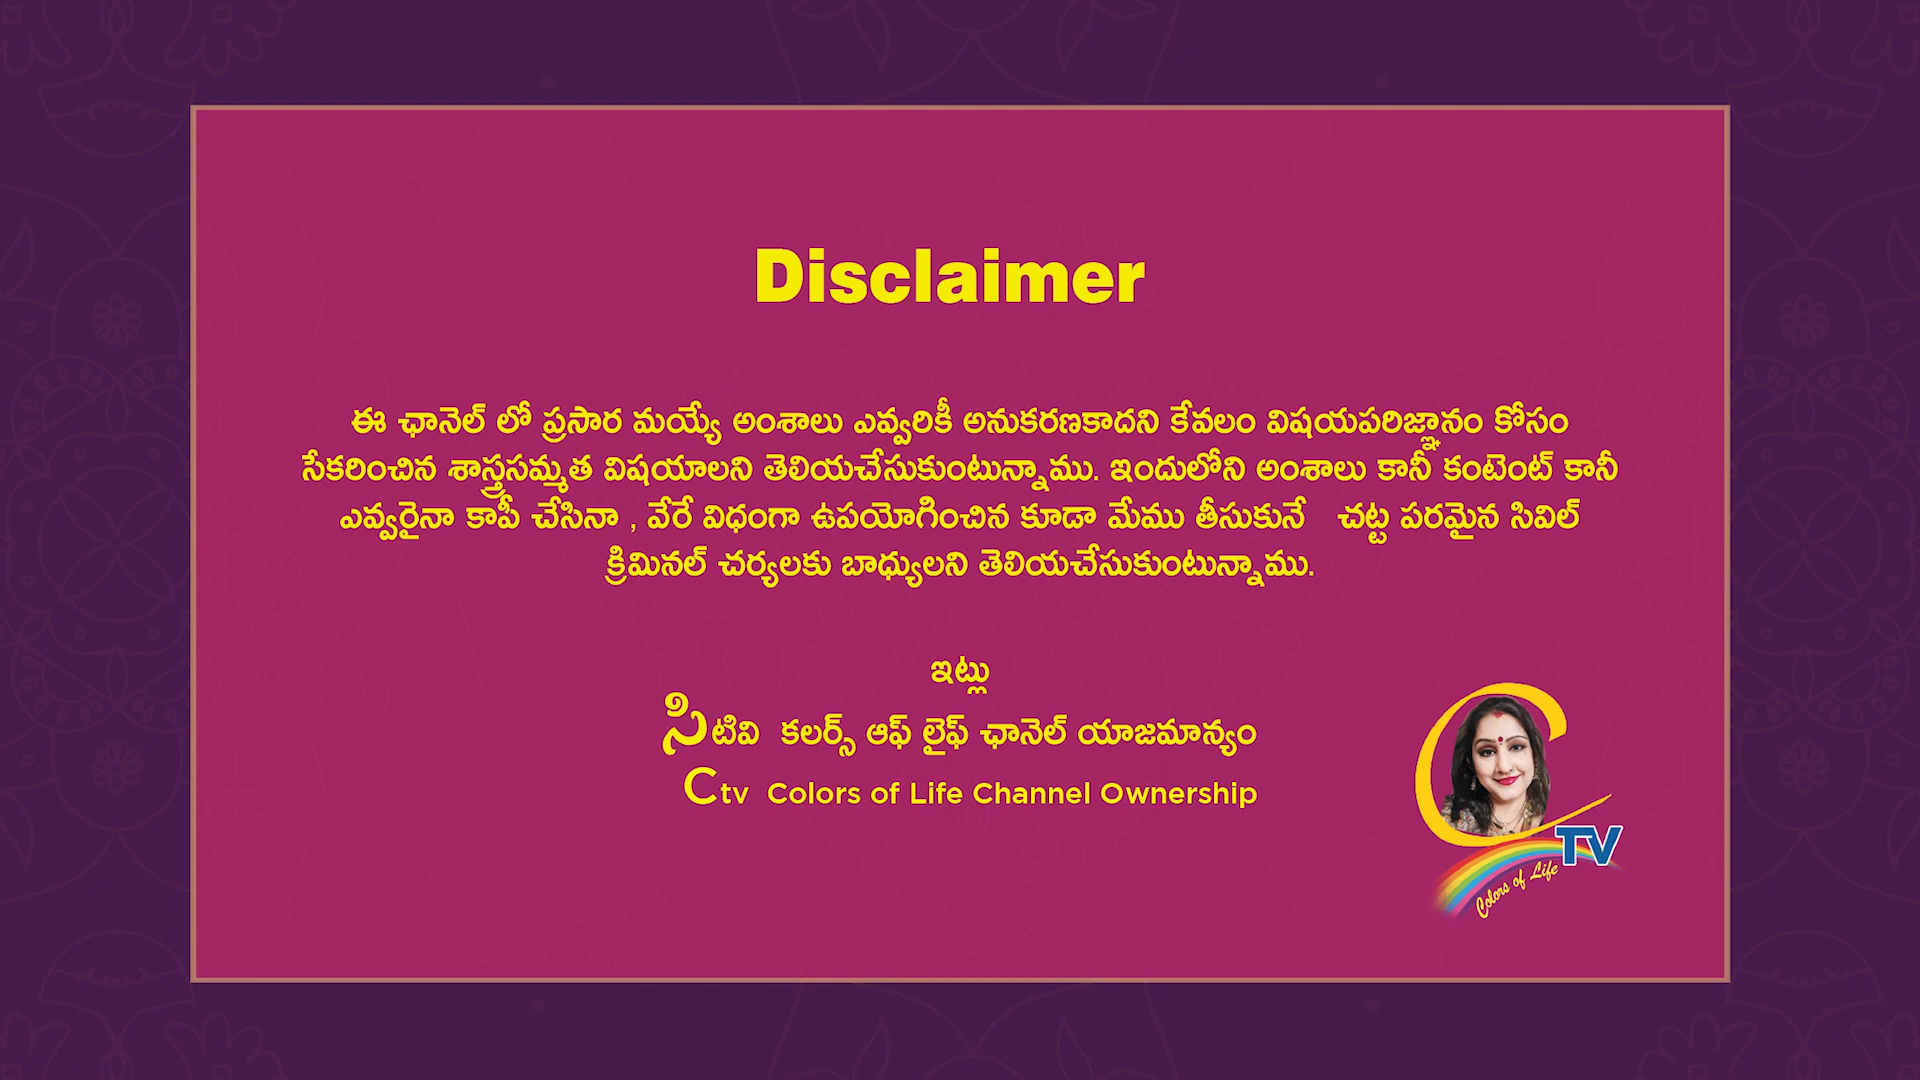 Disclaimer
ఈ ఛానెల్ లో ప్రసార మయ్యే అంశాలు ఎవ్వరికీ అనుకరణకాదని కేవలం విషయపరిజ్ఞానం కోసం
సేకరించిన శాస్త్రసమ్మత విషయాలని తెలియచేసుకుంటున్నాము. ఇందులోని అంశాలు కానీ కంటెంట్ కానీ
ఎవ్వరైనా కాపీ చేసినా , వేరే విధంగా ఉపయోగించిన కూడా మేము తీసుకునే చట్ట పరమైన సివిల్
క్రిమినల్ చర్యలకు బాధ్యులని తెలియచేసుకుంటున్నాము.
ఇట్లు
సిటివి కలర్స్ ఆఫ్ లైఫ్ ఛానెల్ యాజమాన్యం
Ctv Colors of Life Channel Ownership
C TV
Colors of Life